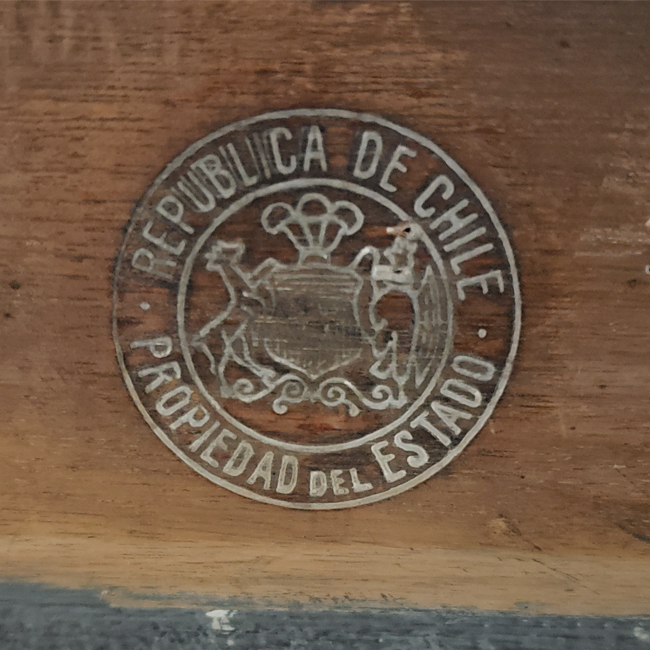 REPUBLICA DE CHILE
PROPIEDAD DEL ESTADO